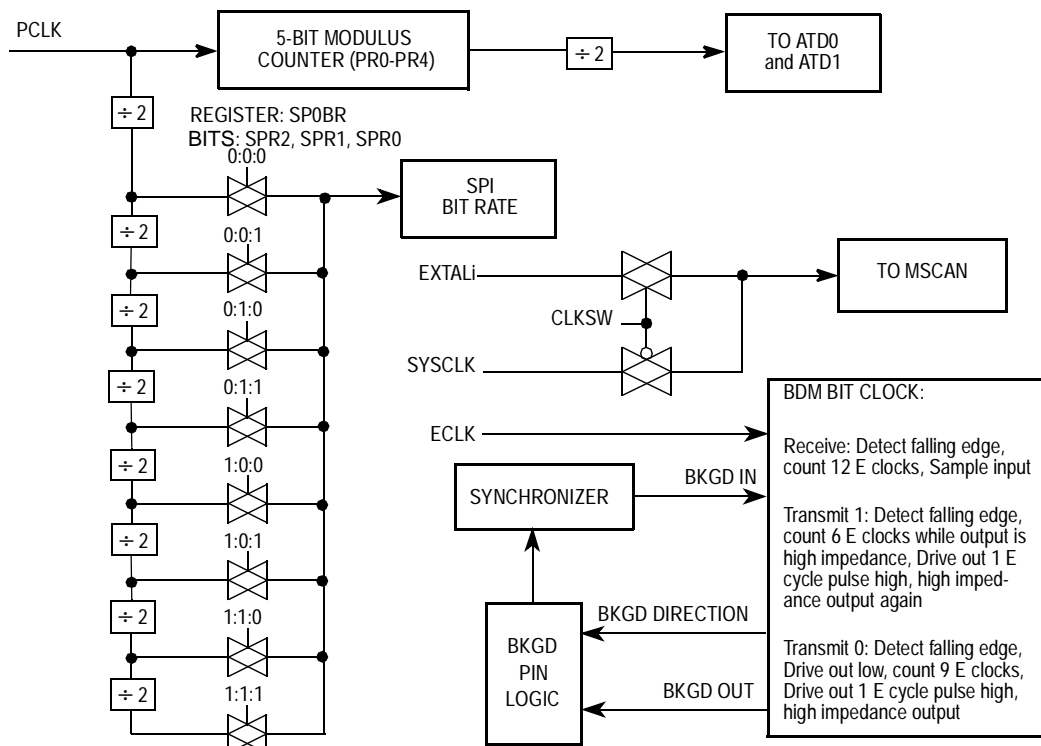 PCLK
5-BIT MODULUS
COUNTER (PR0-PR4)
÷ 2
TO ATD0
and ATD1
÷ 2
REGISTER: SP0BR
BITS: SPR2, SPR1, SPR0
0:0:0
SPI
BIT RATE
÷ 2
0:0:1
EXTALi
TO MSCAN
÷ 2
0:1:0
CLKSW
SYSCLK
÷ 2
0:1:1
ECLK
÷ 2
1:0:0
SYNCHRONIZER
BKGD IN
÷ 2
1:0:1
÷ 2
1:1:0
BKGD
PIN
LOGIC
BKGD DIRECTION
BKGD OUT
÷ 2
1:1:1
BDM BIT CLOCK:
Receive: Detect falling edge,
count 12 E clocks, Sample input
Transmit 1: Detect falling edge,
count 6 E clocks while output is
high impedance, Drive out 1 E
cycle pulse high, high imped-
ance output again
Transmit 0: Detect falling edge,
Drive out low, count 9 E clocks,
Drive out 1 E cycle pulse high,
high impedance output